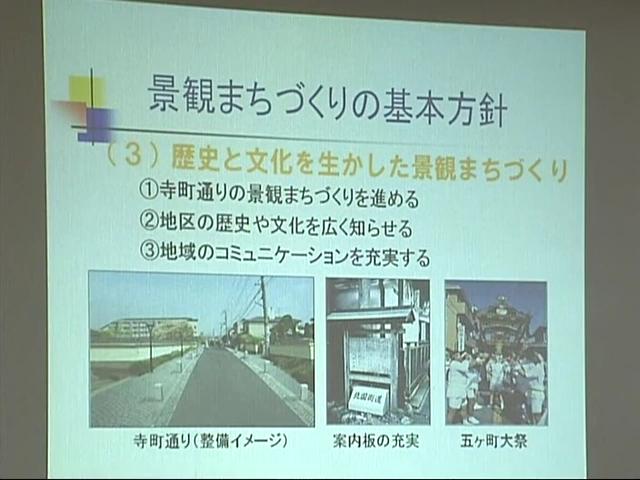 景観まちづくりの基本方針
（３）歴史と文化を生かした景観まちづくり
①寺町通りの景観まちづくりを進める
②地区の歴史や文化を広く知らせる
③地域のコミュニケーションを充実する
寺町通り（整備イメージ）
案内板の充実
五ヶ町大祭